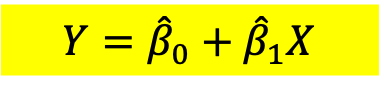 Y = β̂₀ + β̂₁X